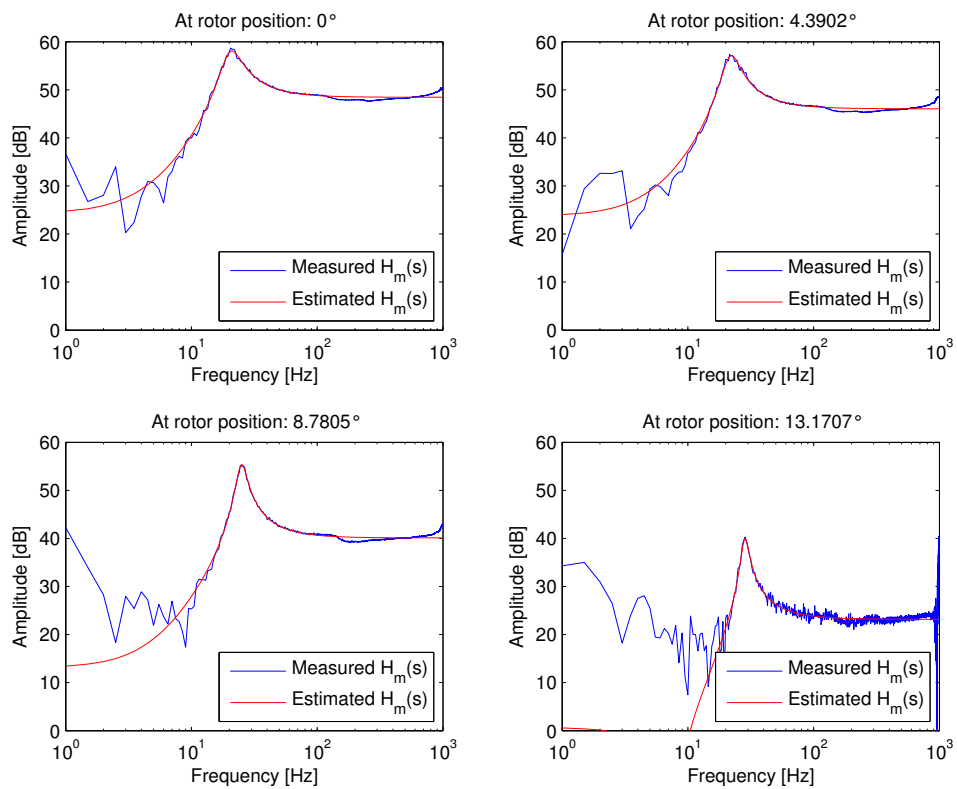 At rotor position: 0°
60
50
40
30
20
10
0
Amplitude [dB]
10^0
10^1
10^2
10^3
Frequency [Hz]
Measured H_m(s)
Estimated H_m(s)
At rotor position: 4.3902°
60
50
40
30
20
10
0
Amplitude [dB]
10^0
10^1
10^2
10^3
Frequency [Hz]
Measured H_m(s)
Estimated H_m(s)
At rotor position: 8.7805°
60
50
40
30
20
10
0
Amplitude [dB]
10^0
10^1
10^2
10^3
Frequency [Hz]
Measured H_m(s)
Estimated H_m(s)
At rotor position: 13.1707°
60
50
40
30
20
10
0
Amplitude [dB]
10^0
10^1
10^2
10^3
Frequency [Hz]
Measured H_m(s)
Estimated H_m(s)